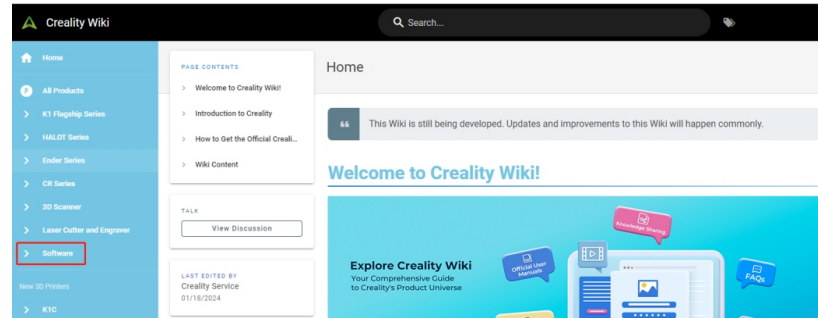 Creality Wiki
Search...
Home
All Products
K1 Flagship Series
HALOT Series
Ender Series
CR Series
3D Scanner
Laser Cutter and Engraver
Software
New 3D Printers
K1C
PAGE CONTENTS
Welcome to Creality Wiki!
Introduction to Creality
How to Get the Official Creali...
Wiki Content
TALK
View Discussion
LAST EDITED BY
Creality Service
01/18/2024
Home
This Wiki is still being developed. Updates and improvements to this Wiki will happen commonly.
Welcome to Creality Wiki!
Explore Creality Wiki
Your Comprehensive Guide
to Creality's Product Universe
Knowledge Sharing
Official User
Manuals
FAQs